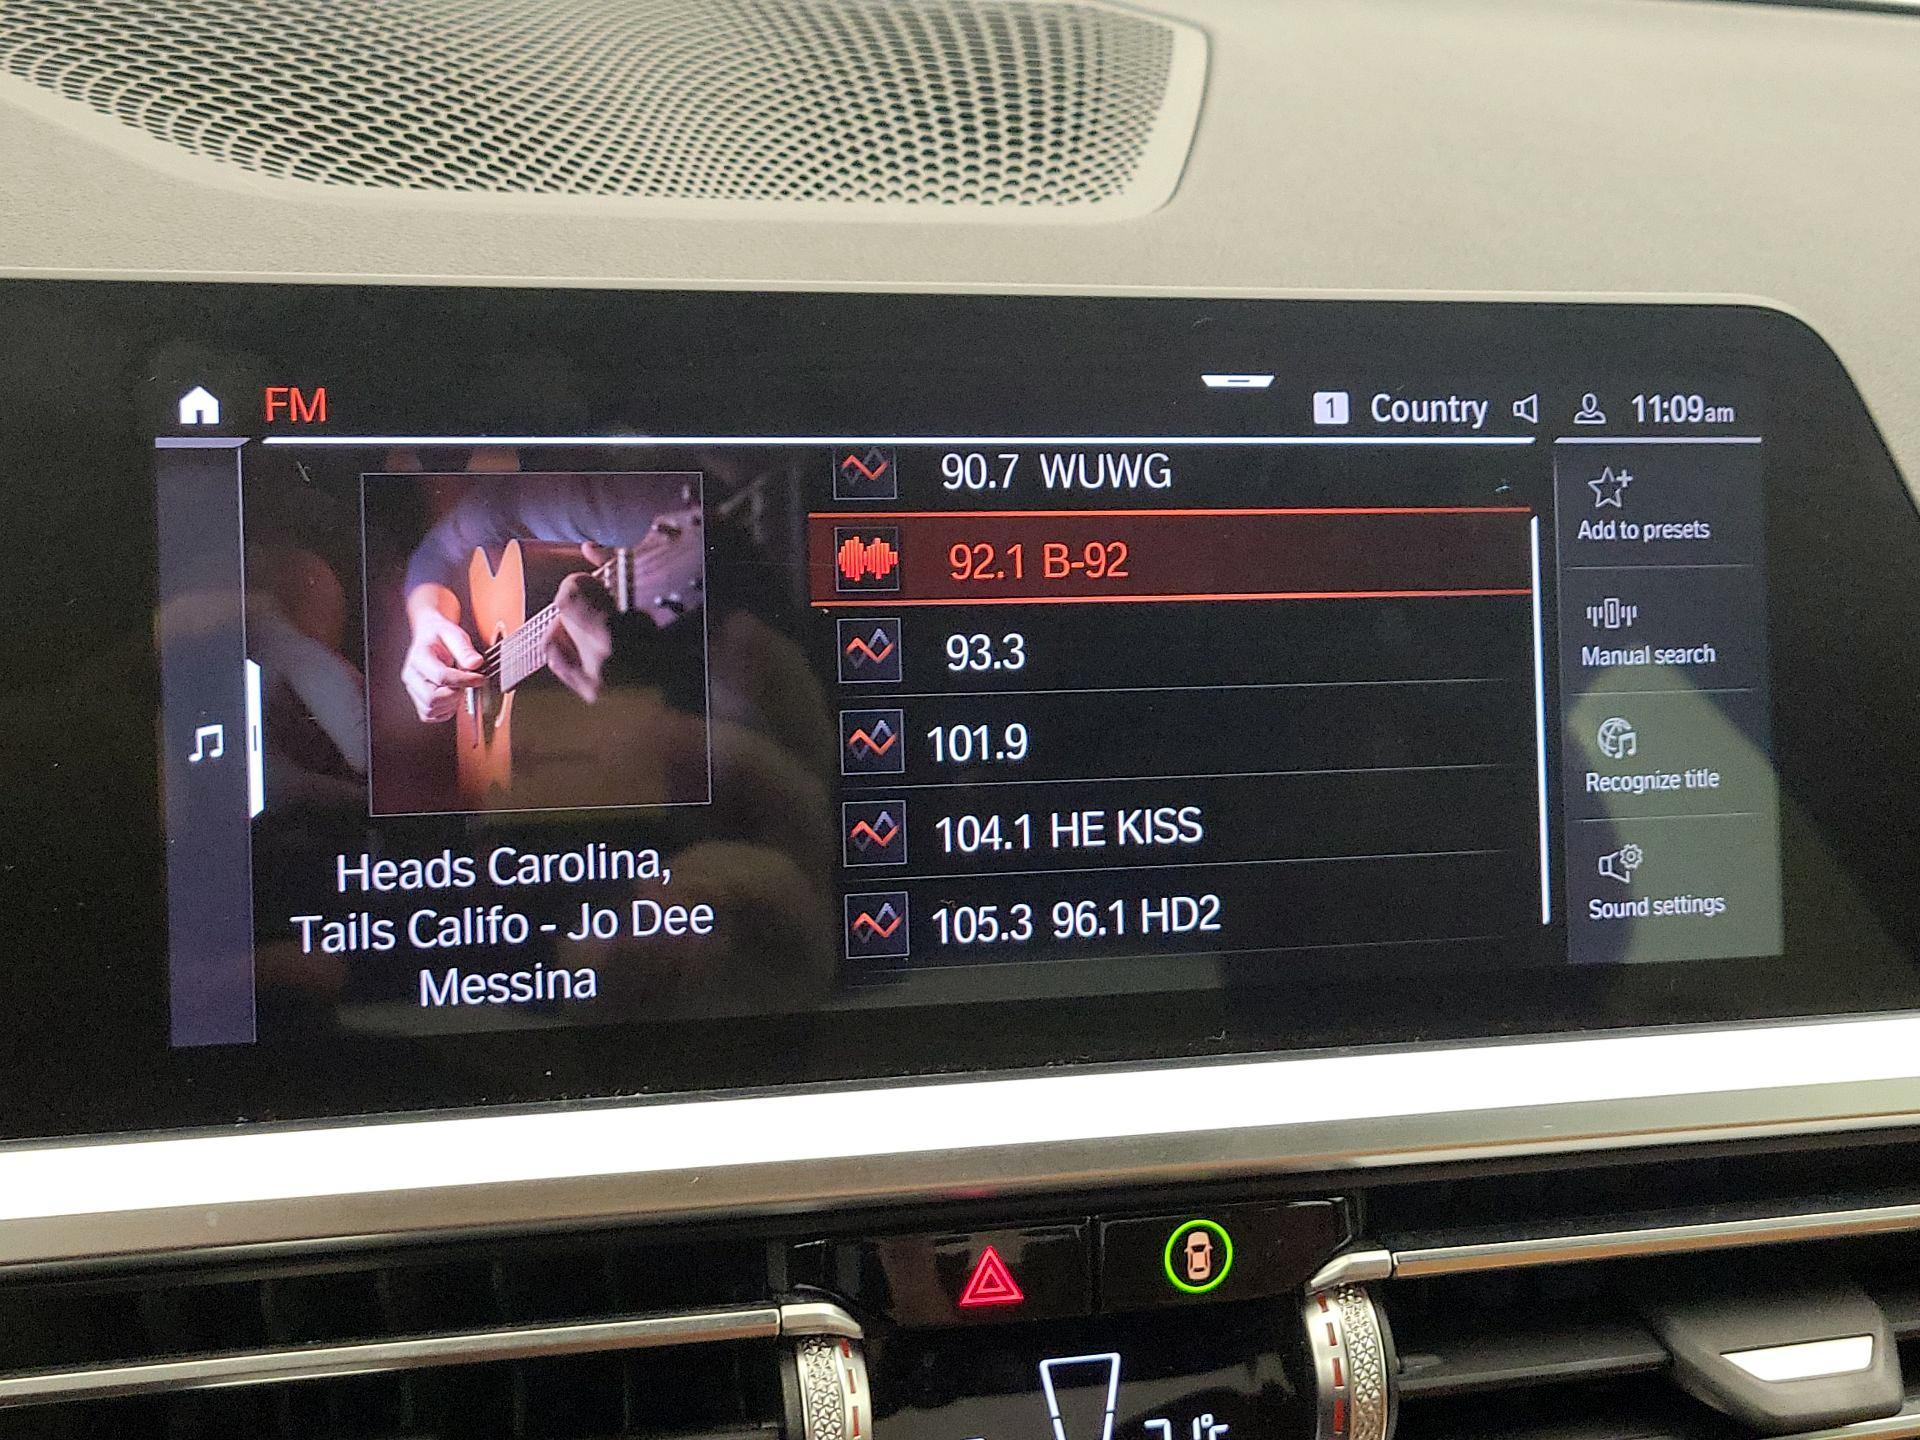 FM
1 Country
11:09am
90.7 WUWG
92.1 B-92
93.3
101.9
104.1 HE KISS
105.3 96.1 HD2
Heads Carolina,
Tails Califo - Jo Dee
Messina
Add to presets
Manual search
Recognize title
Sound settings